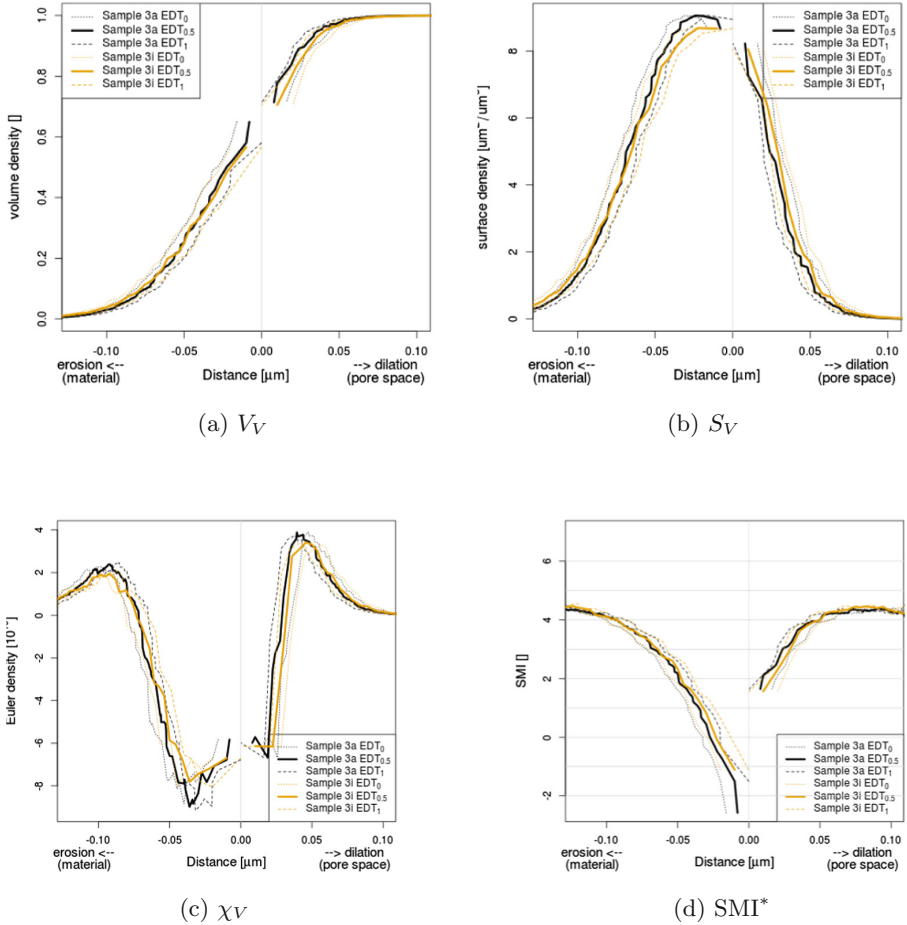 Sample 3a EDT0
Sample 3a EDT0.5
Sample 3a EDT1
Sample 3i EDT0
Sample 3i EDT0.5
Sample 3i EDT1
volume density []
0.0
0.2
0.4
0.6
0.8
1.0
-0.10
-0.05
0.00
0.05
0.10
erosion <--
(material)
Distance [µm]
--> dilation
(pore space)
(a) VV
Sample 3a EDT0
Sample 3a EDT0.5
Sample 3a EDT1
Sample 3i EDT0
Sample 3i EDT0.5
Sample 3i EDT1
surface density [um / um ]
0
2
4
6
8
-0.10
-0.05
0.00
0.05
0.10
erosion <--
(material)
Distance [µm]
--> dilation
(pore space)
(b) SV
Euler density [10 ]
-8
-6
-4
-2
0
2
4
Sample 3a EDT0
Sample 3a EDT0.5
Sample 3a EDT1
Sample 3i EDT0
Sample 3i EDT0.5
Sample 3i EDT1
-0.10
-0.05
0.00
0.05
0.10
erosion <--
(material)
Distance [µm]
--> dilation
(pore space)
(c) χV
SMI []
-2
0
2
4
6
Sample 3a EDT0
Sample 3a EDT0.5
Sample 3a EDT1
Sample 3i EDT0
Sample 3i EDT0.5
Sample 3i EDT1
-0.10
-0.05
0.00
0.05
0.10
erosion <--
(material)
Distance [µm]
--> dilation
(pore space)
(d) SMI*